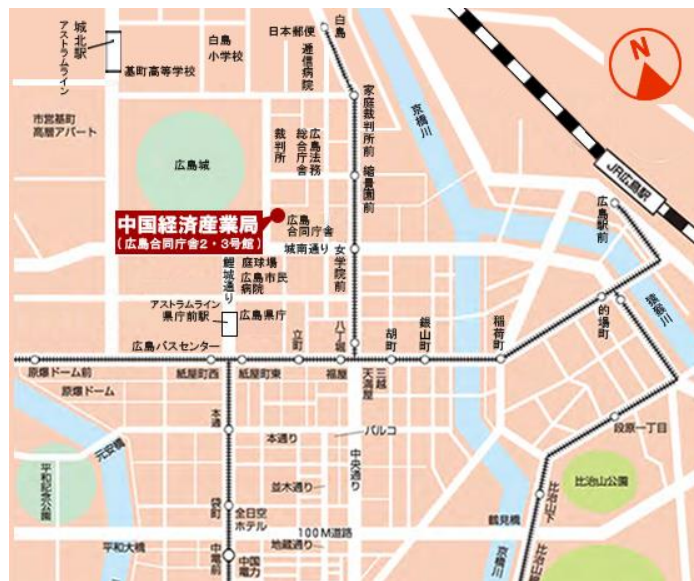 城北駅
アストラムライン
基町高等学校
白島
小学校
日本郵便
白島
逓信病院
N
市営基町
高層アパート
広島城
裁判所
広島法務
総合庁舎
家庭裁判所前
縮景園前
京橋川
JR広島駅
広島駅前
中国経済産業局
(広島合同庁舎2・3号館)
広島
合同庁舎
城南通り
女学院前
鯉城通り
庭球場
広島市民
病院
アストラムライン
県庁前駅
広島県庁
広島バスセンター
立町
八丁堀
胡町
銀山町
稲荷町
的場町
猿猴川
原爆ドーム前
紙屋町西
紙屋町東
福屋
天満屋
三越
原爆ドーム
本通
本通り
パルコ
中央通り
段原一丁目
元安橋
平和記念公園
袋町
並木通り
全日空
ホテル
100M道路
鶴見橋
比治山下
比治山公園
平和大橋
中電前
中国
電力
地蔵通り
京橋川